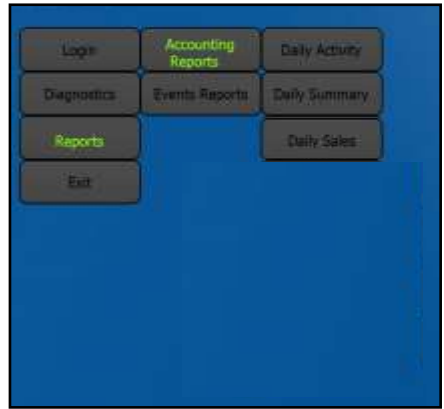 Login
Accounting
Reports
Daily Activity
Diagnostics
Events Reports
Daily Summary
Reports
Daily Sales
Exit